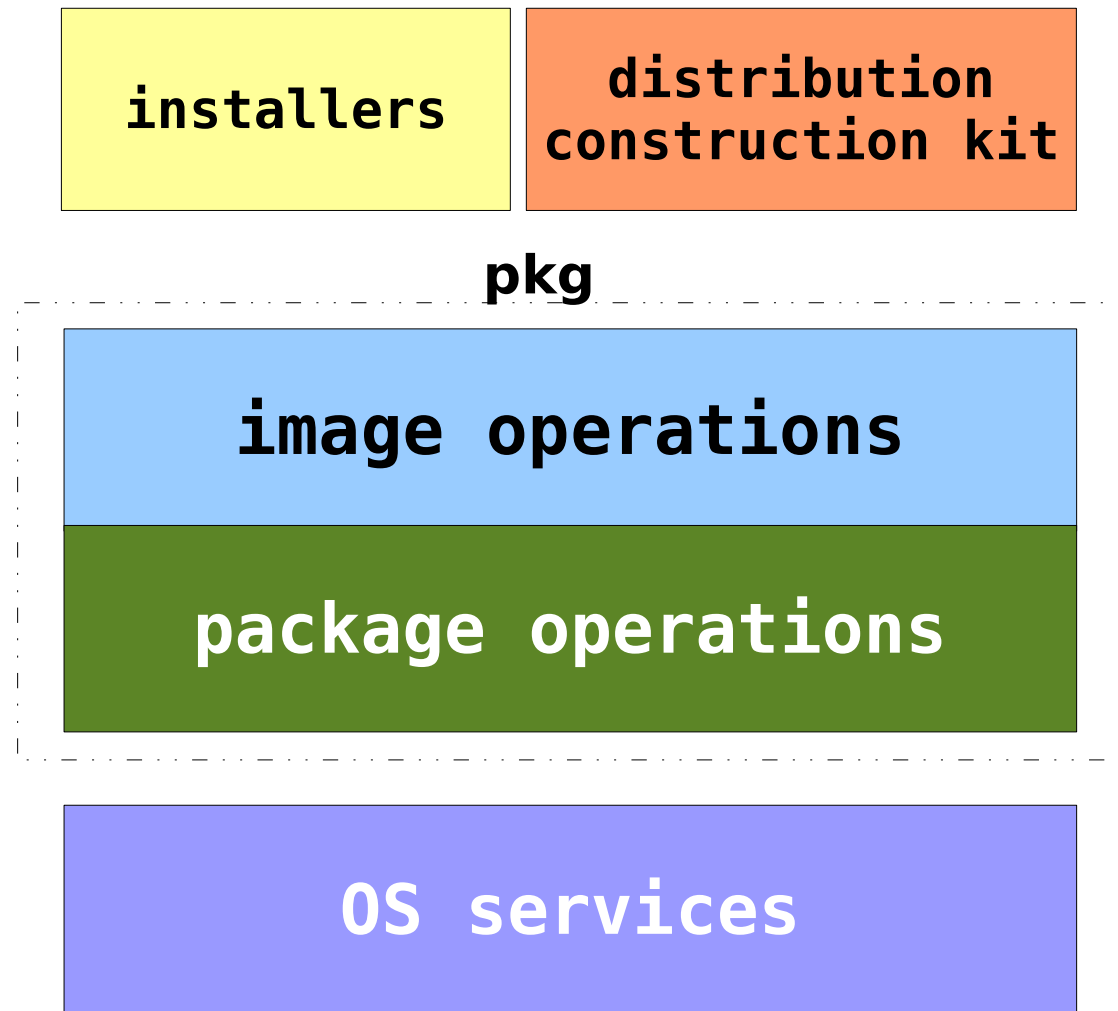 installers
distribution
construction kit
pkg
image operations
package operations
OS services